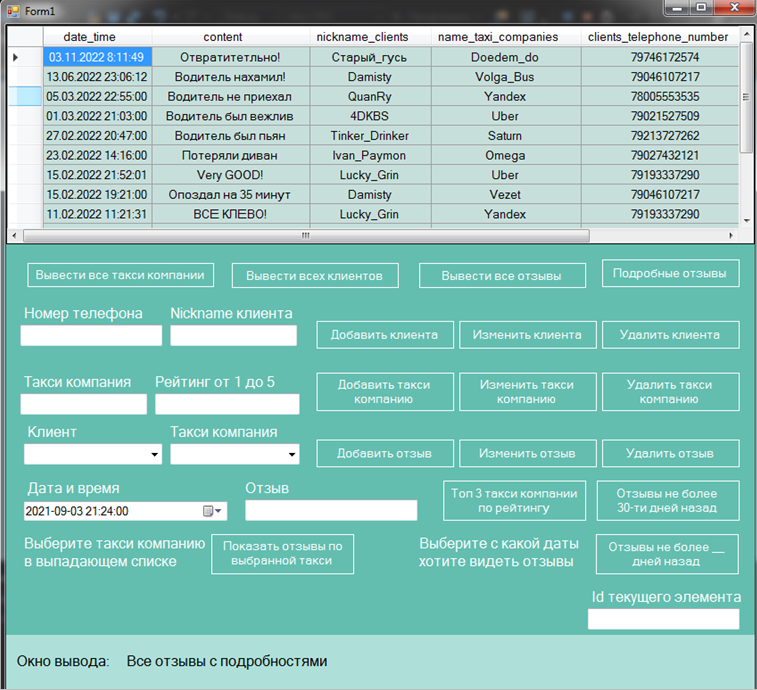 Form1
date_time content nickname_clients name_taxi_companies clients_telephone_number
03.11.2022 8:11:49 Отвратитетльно! Старый_гусь Doedem_do 79746172574
13.06.2022 23:06:12 Водитель нахамил! Damisty Volga_Bus 79046107217
05.03.2022 22:55:00 Водитель не приехал QuanRy Yandex 78005553535
01.03.2022 21:03:00 Водитель был вежлив 4DKBS Uber 79021527509
27.02.2022 20:47:00 Водитель был пьян Tinker_Drinker Saturn 79213727262
23.02.2022 14:16:00 Потеряли диван Ivan_Paymon Omega 79027432121
15.02.2022 21:52:01 Very GOOD! Lucky_Grin Uber 79193337290
15.02.2022 19:21:00 Опоздал на 35 минут Damisty Vezet 79046107217
11.02.2022 11:21:31 ВСЕ КЛЕВО! Lucky_Grin Yandex 79193337290
Вывести все такси компании Вывести всех клиентов Вывести все отзывы Подробные отзывы
Номер телефона Nickname клиента
Добавить клиента Изменить клиента Удалить клиента
Такси компания Рейтинг от 1 до 5
Добавить такси компанию Изменить такси компанию Удалить такси компанию
Клиент Такси компания
Добавить отзыв Изменить отзыв Удалить отзыв
Дата и время Отзыв
2021-09-03 21:24:00
Топ 3 такси компании
по рейтингу
Отзывы не более
30-ти дней назад
Выберите такси компанию
в выпадающем списке
Показать отзывы по
выбранной такси
Выберите с какой даты
хотите видеть отзывы
Отзывы не более __
дней назад
Id текущего элемента
Окно вывода: Все отзывы с подробностями